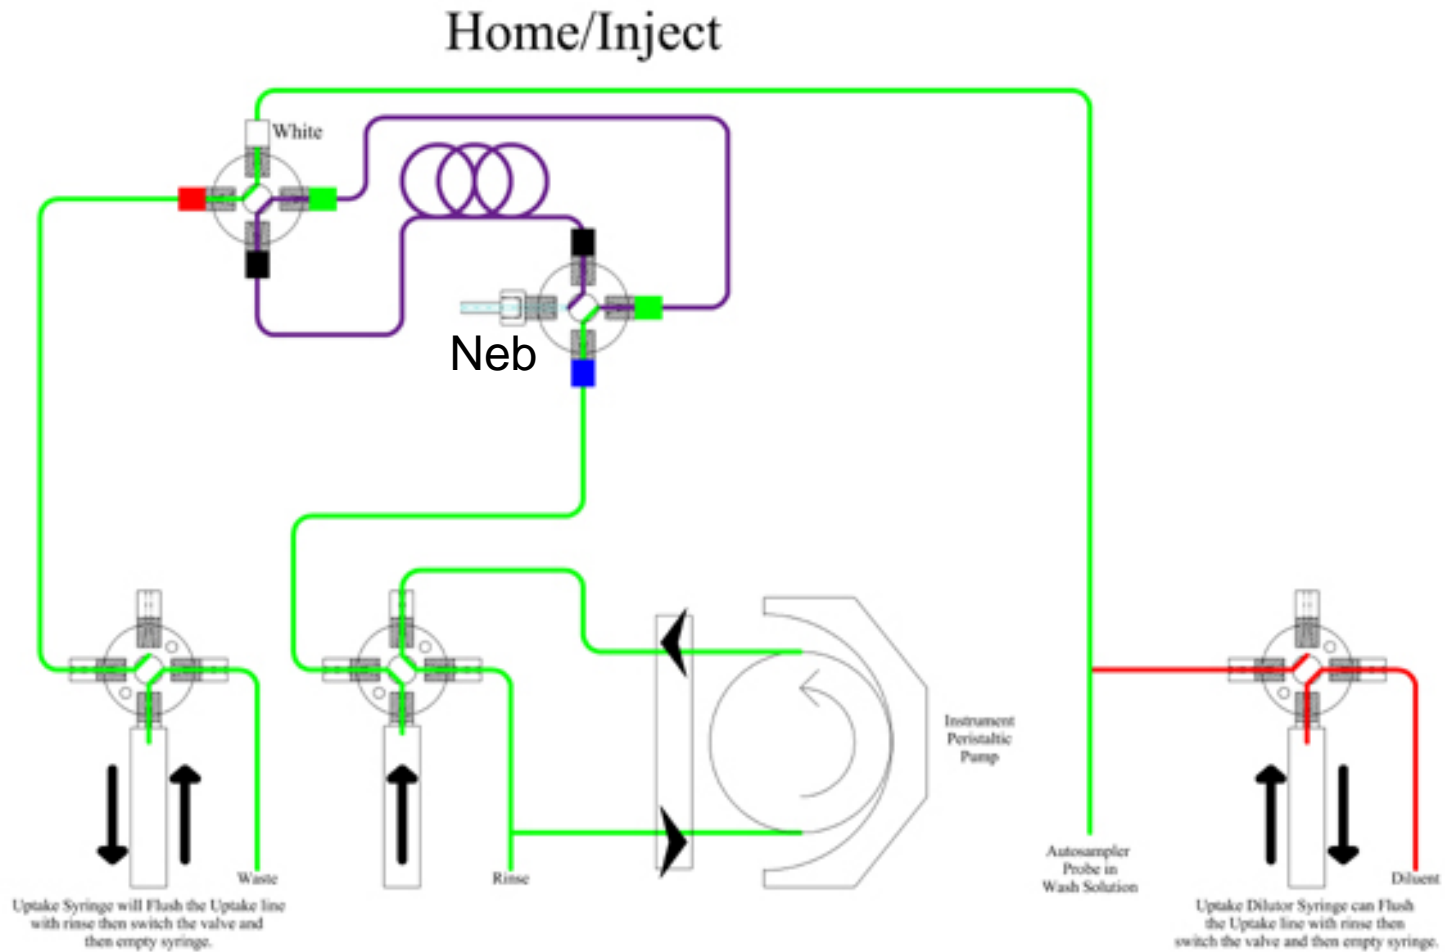 Home/Inject
White
Neb
Instrument
Peristaltic
Pump
Autosampler
Probe in
Wash Solution
Waste
Rinse
Diluent
Uptake Syringe will Flush the Uptake line
with rinse then switch the valve and
then empty syringe.
Uptake Dilutor Syringe can Flush
the Uptake line with rinse then
switch the valve and then empty syringe.